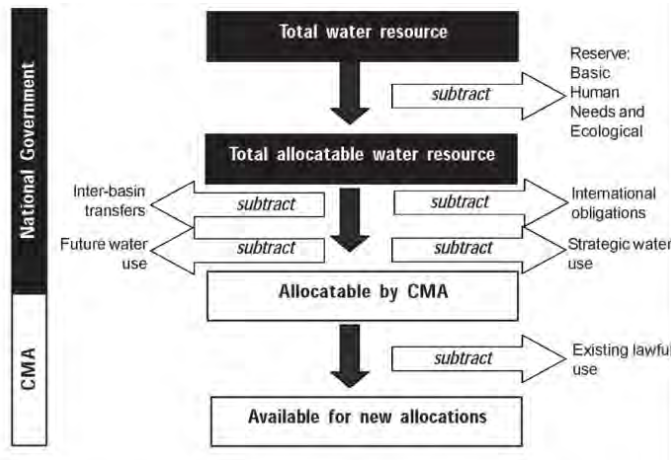 National Government
CMA
Total water resource
subtract
Reserve:
Basic
Human
Needs and
Ecological
Total allocatable water resource
Inter-basin
transfers
subtract
subtract
International
obligations
Future water
use
subtract
subtract
Strategic water
use
Allocatable by CMA
subtract
Existing lawful
use
Available for new allocations